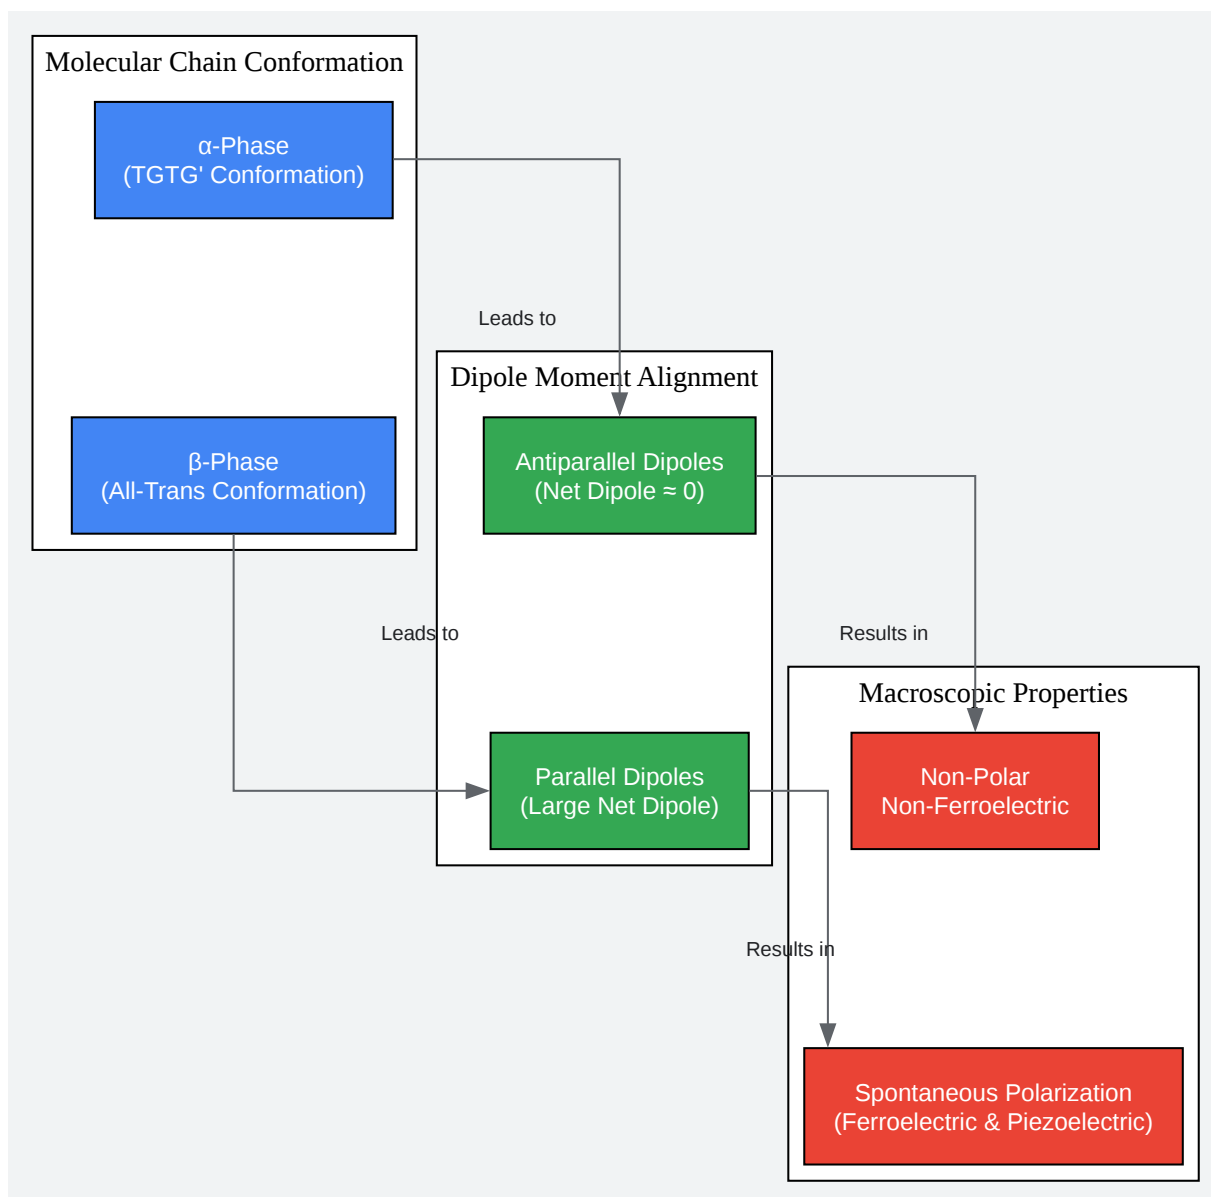 Molecular Chain Conformation
α-Phase
(TGTG' Conformation)
β-Phase
(All-Trans Conformation)
Leads to
Leads to
Dipole Moment Alignment
Antiparallel Dipoles
(Net Dipole ≈ 0)
Parallel Dipoles
(Large Net Dipole)
Results in
Results in
Macroscopic Properties
Non-Polar
Non-Ferroelectric
Spontaneous Polarization
(Ferroelectric & Piezoelectric)